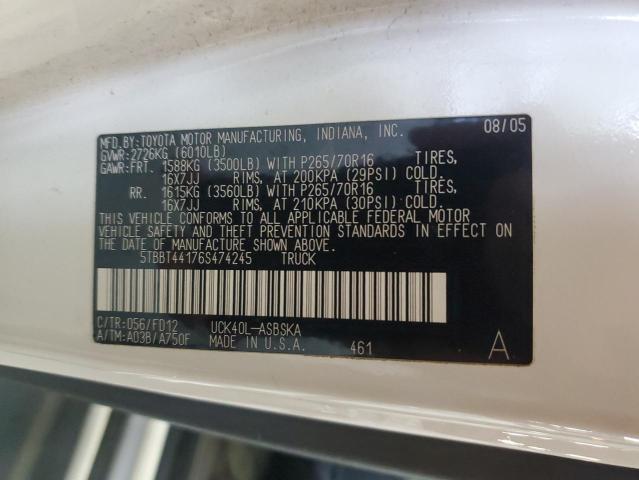 MFD. BY: TOYOTA MOTOR MANUFACTURING, INDIANA, INC. 08/05
GVWR: 2726KG (6010LB)
GAWR: FRT. 1588KG (3500LB) WITH P265/70R16 TIRES,
16X7JJ RIMS, AT 200KPA (29PSI) COLD.
RR. 1615KG (3560LB) WITH P265/70R16 TIRES,
16X7JJ RIMS, AT 210KPA (30PSI) COLD.
THIS VEHICLE CONFORMS TO ALL APPLICABLE FEDERAL MOTOR
VEHICLE SAFETY AND THEFT PREVENTION STANDARDS IN EFFECT
ON THE DATE OF MANUFACTURE SHOWN ABOVE.
5TBBT44176S474245 TRUCK
C/TR: 056/FD12 UCK40L-ASBSKA
A/TM: A03B/A750F MADE IN U.S.A. 461 A